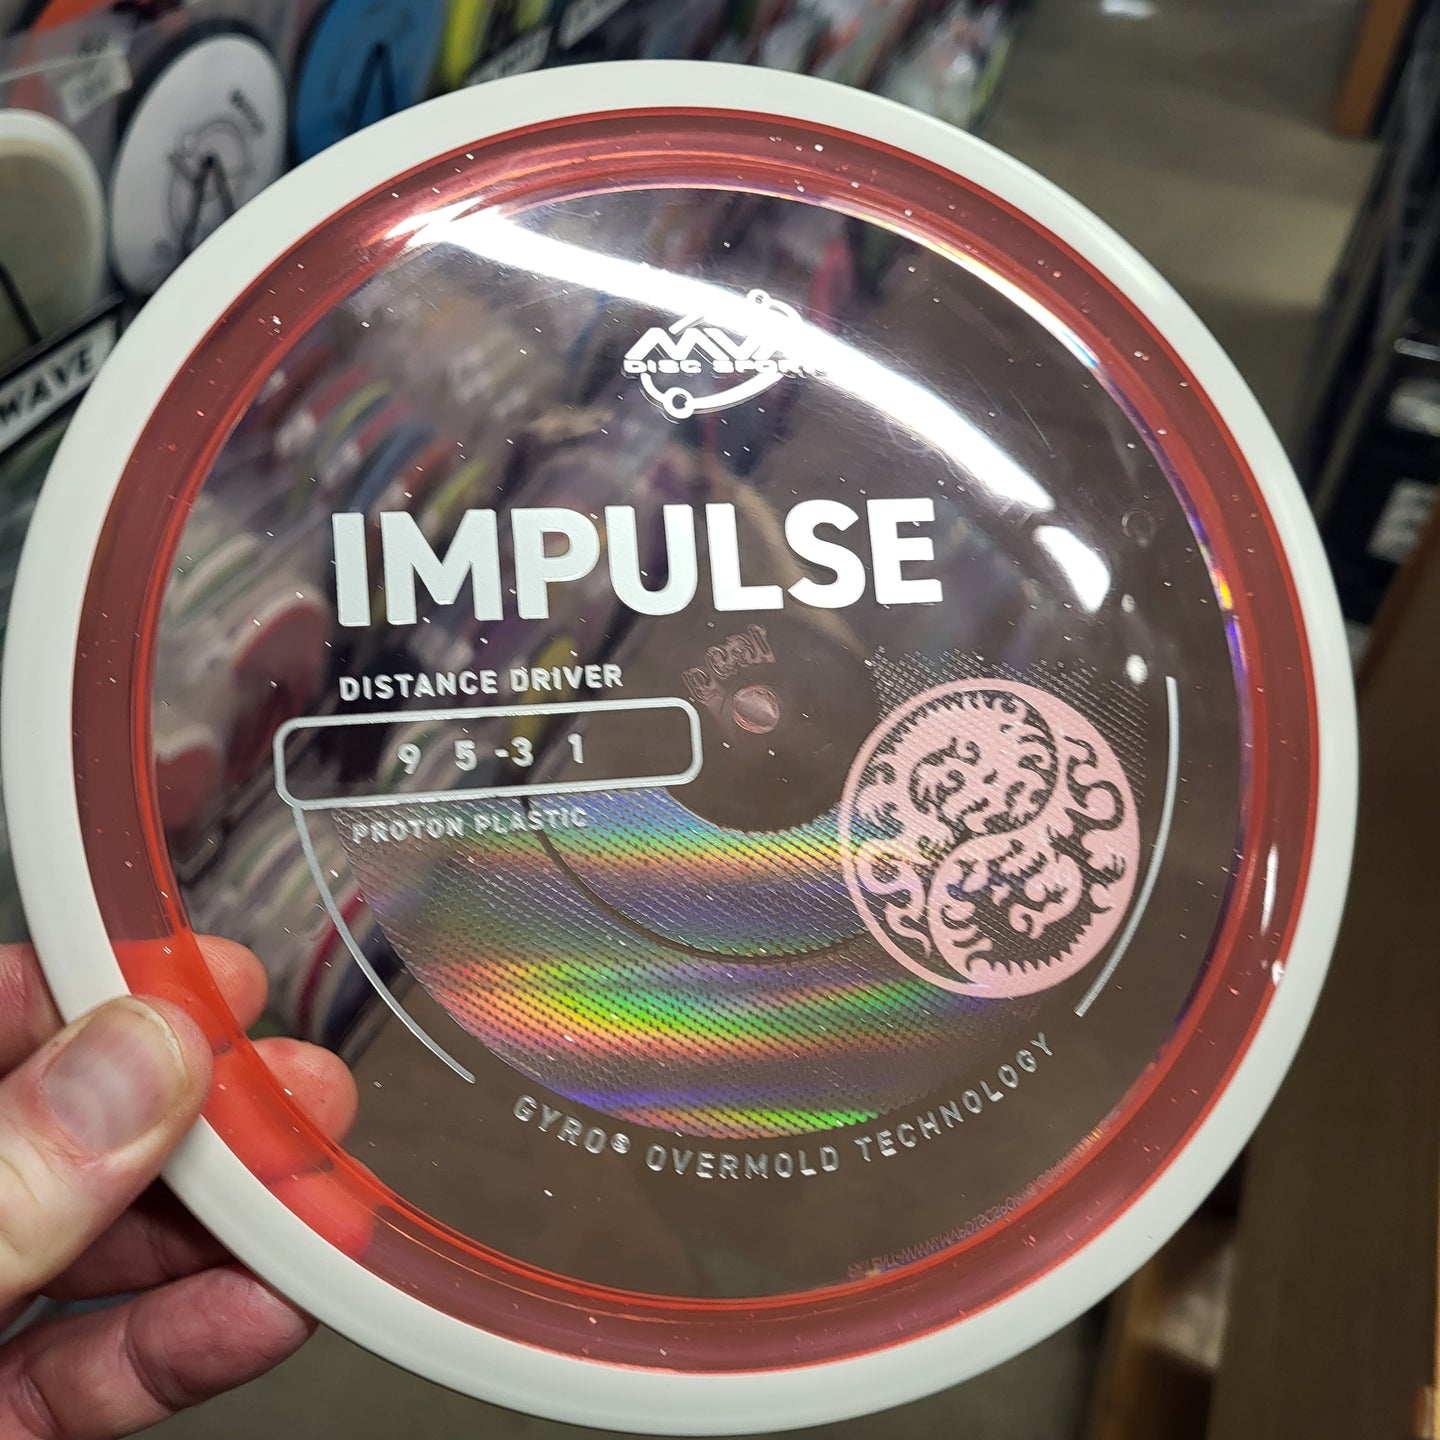 MVP
DISC SPORTS
IMPULSE
DISTANCE DRIVER
9 5 -3 1
PROTON PLASTIC
GYRO® OVERMOLD TECHNOLOGY
WAVE